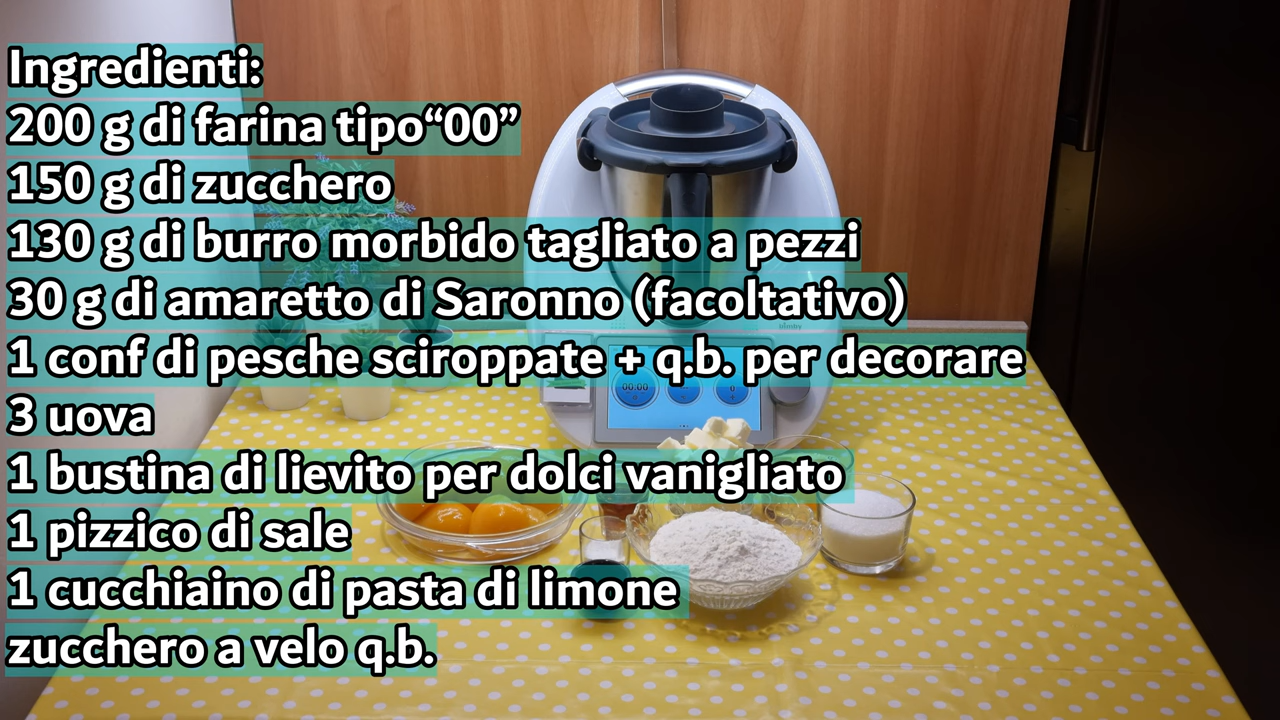 Ingredienti:
200 g di farina tipo“00”
150 g di zucchero
130 g di burro morbido tagliato a pezzi
30 g di amaretto di Saronno (facoltativo)
1 conf di pesche sciroppate + q.b. per decorare
3 uova
1 bustina di lievito per dolci vanigliato
1 pizzico di sale
1 cucchiaino di pasta di limone
zucchero a velo q.b.
00:00